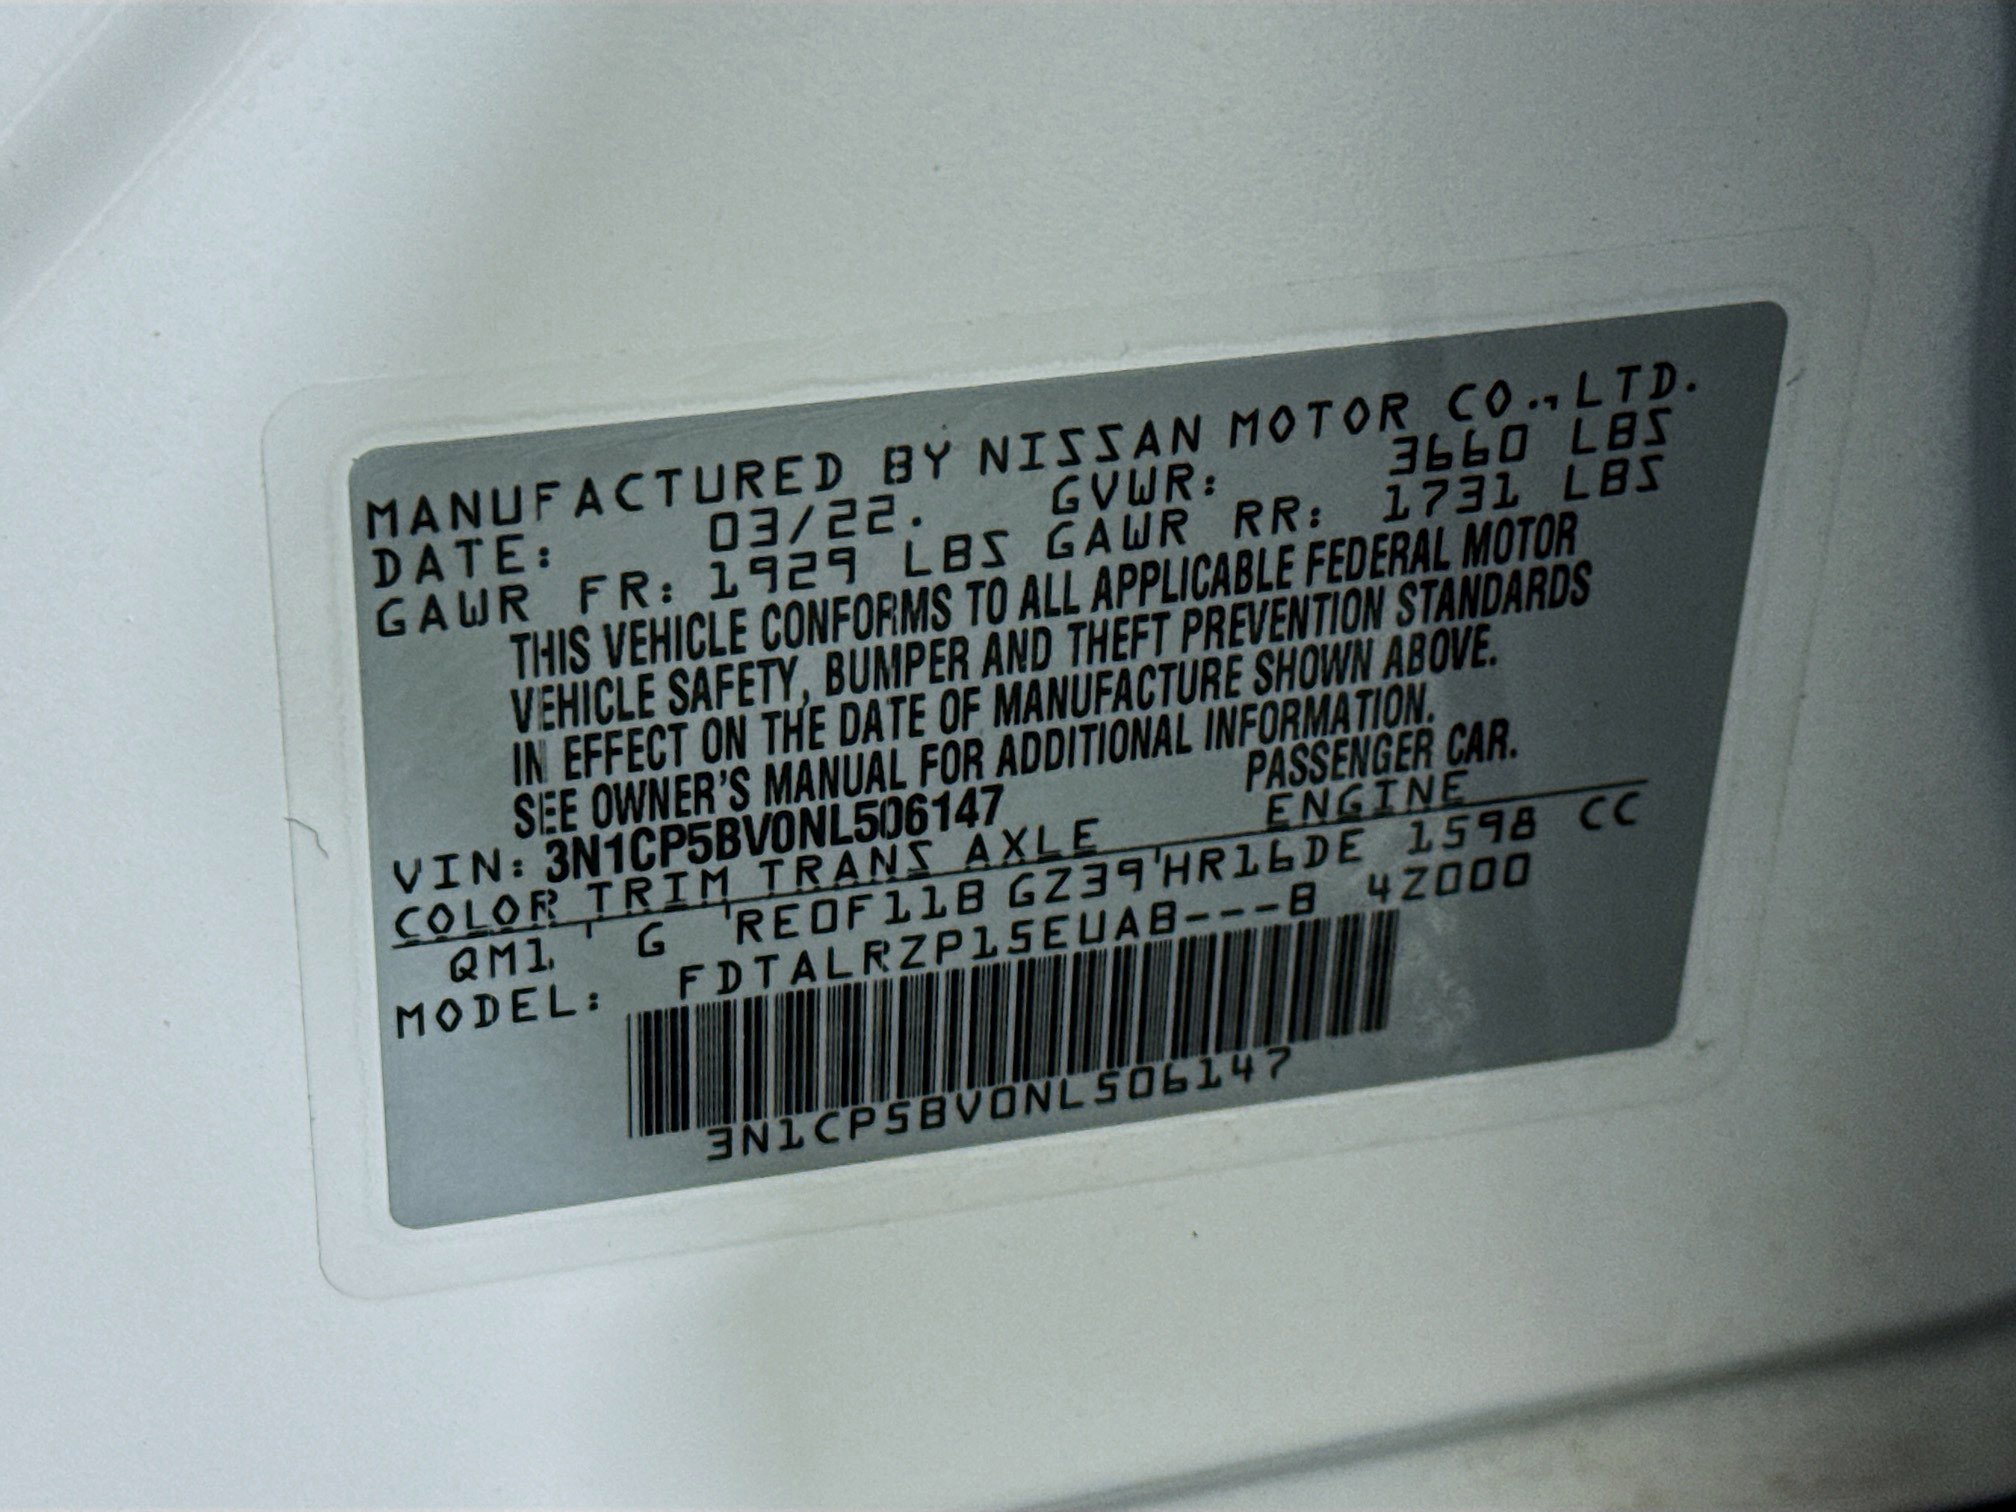 MANUFACTURED BY NISSAN MOTOR CO.,LTD.
DATE: 03/22. GVWR: 3660 LBS
GAWR FR: 1929 LBS GAWR RR: 1731 LBS
THIS VEHICLE CONFORMS TO ALL APPLICABLE FEDERAL MOTOR
VEHICLE SAFETY, BUMPER AND THEFT PREVENTION STANDARDS
IN EFFECT ON THE DATE OF MANUFACTURE SHOWN ABOVE.
SEE OWNER'S MANUAL FOR ADDITIONAL INFORMATION.
VIN: 3N1CP5BV0NL506147 PASSENGER CAR.
COLOR TRIM TRANS AXLE ENGINE
QM1 G RE0F11B GZ39 HR16DE 1598 CC
MODEL: FDTALRZP15EUAB---B 4Z000
3N1CP5BV0NL506147